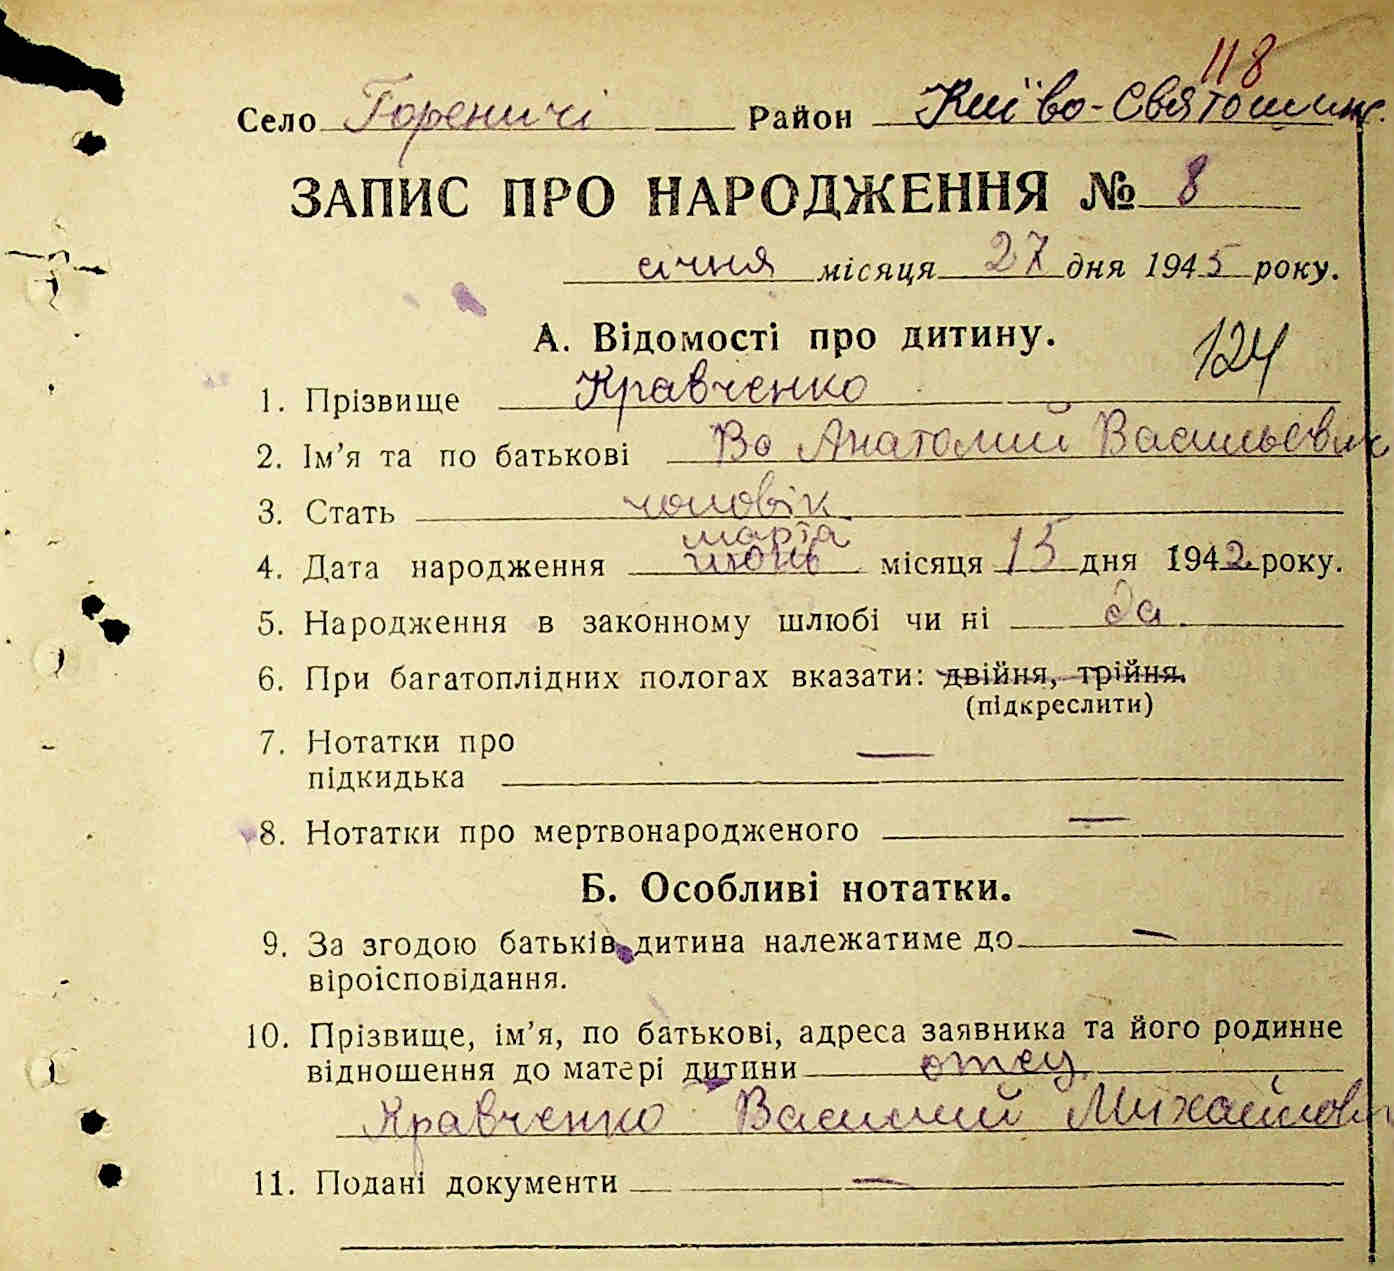 118
Село Гореничі Район Київо-Святошинс.
ЗАПИС ПРО НАРОДЖЕННЯ № 8
січня місяця 27 дня 1945 року.
А. Відомості про дитину.
124
1. Прізвище Кравченко
2. Ім'я та по батькові Ва Анатолий Васильевич
3. Стать чоловік
марта
4. Дата народження июнь місяця 15 дня 1942 року.
5. Народження в законному шлюбі чи ні да
6. При багатоплідних пологах вказати: двійня, трійня.
(підкреслити)
7. Нотатки про —
підкидька
8. Нотатки про мертвонародженого —
Б. Особливі нотатки.
9. За згодою батьків дитина належатиме до —
віроісповідання.
10. Прізвище, ім'я, по батькові, адреса заявника та його родинне
відношення до матері дитини отец
Кравченко Василий Михайлов
11. Подані документи —